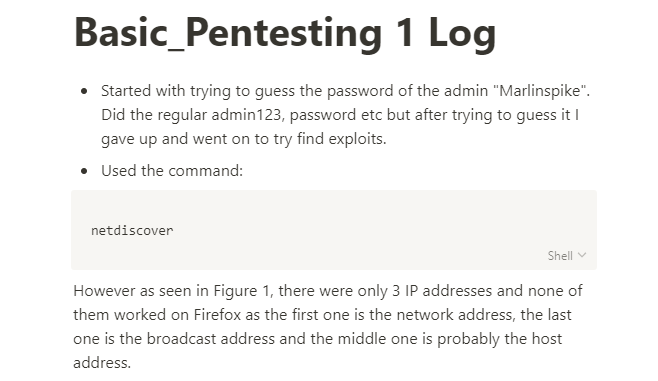 Basic_Pentesting 1 Log
• Started with trying to guess the password of the admin "Marlinspike".
Did the regular admin123, password etc but after trying to guess it I
gave up and went on to try find exploits.
• Used the command:
netdiscover
Shell
However as seen in Figure 1, there were only 3 IP addresses and none of
them worked on Firefox as the first one is the network address, the last
one is the broadcast address and the middle one is probably the host
address.